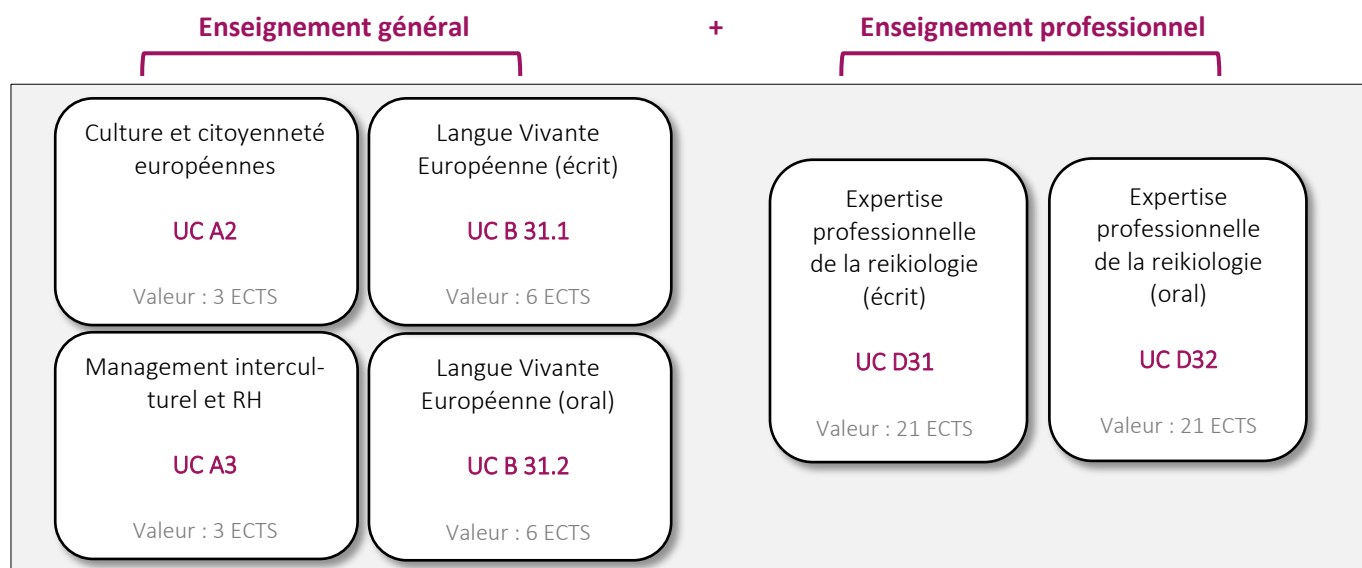 Enseignement général + Enseignement professionnel
Culture et citoyenneté
européennes
UC A2
Valeur : 3 ECTS
Langue Vivante
Européenne (écrit)
UC B 31.1
Valeur : 6 ECTS
Management intercul-
turel et RH
UC A3
Valeur : 3 ECTS
Langue Vivante
Européenne (oral)
UC B 31.2
Valeur : 6 ECTS
Expertise
professionnelle
de la reikiologie
(écrit)
UC D31
Valeur : 21 ECTS
Expertise
professionnelle
de la reikiologie
(oral)
UC D32
Valeur : 21 ECTS